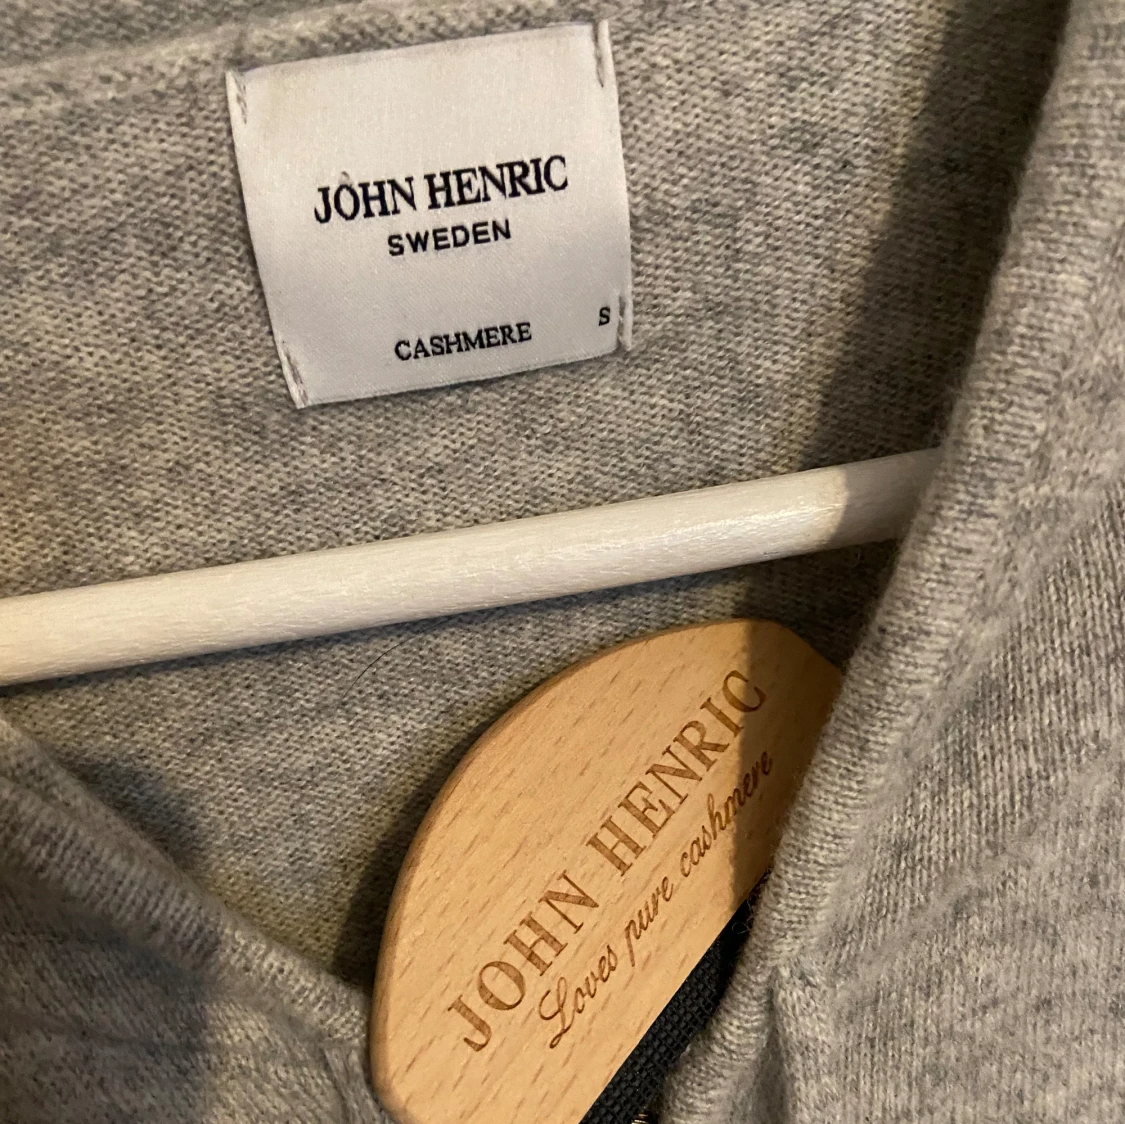 JOHN HENRIC
SWEDEN
CASHMERE
S
JOHN HENRIC
Loves pure cashmere